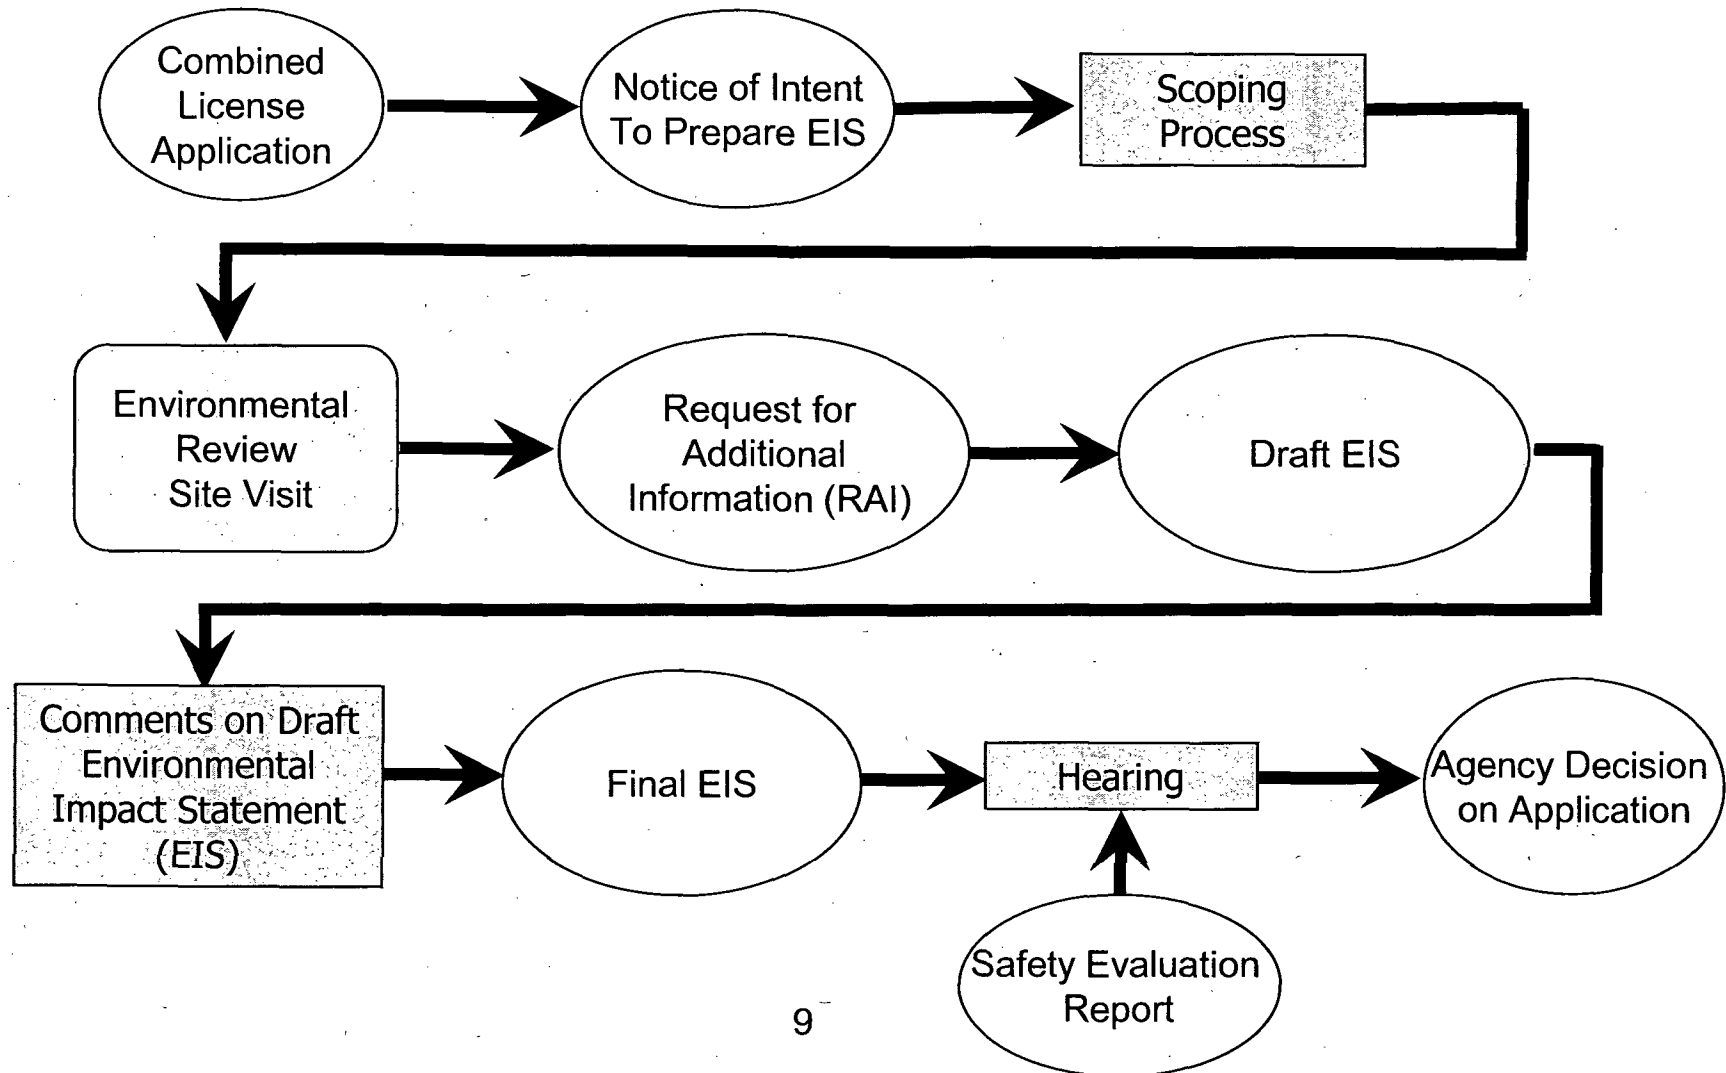 Combined
License
Application
Notice of Intent
To Prepare EIS
Scoping
Process
Environmental
Review
Site Visit
Request for
Additional
Information (RAI)
Draft EIS
Comments on Draft
Environmental
Impact Statement
(EIS)
Final EIS
Hearing
Agency Decision
on Application
Safety Evaluation
Report
9